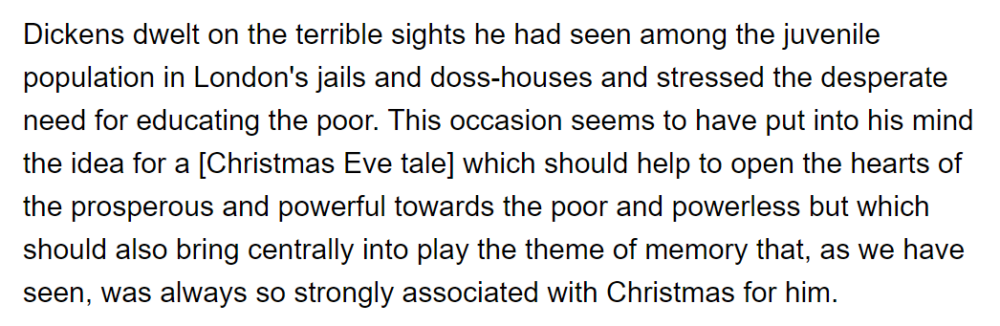 Dickens dwelt on the terrible sights he had seen among the juvenile
population in London's jails and doss-houses and stressed the desperate
need for educating the poor. This occasion seems to have put into his mind
the idea for a [Christmas Eve tale] which should help to open the hearts of
the prosperous and powerful towards the poor and powerless but which
should also bring centrally into play the theme of memory that, as we have
seen, was always so strongly associated with Christmas for him.